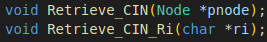 void Retrieve_CIN(Node *pnode);
void Retrieve_CIN_Ri(char *ri);